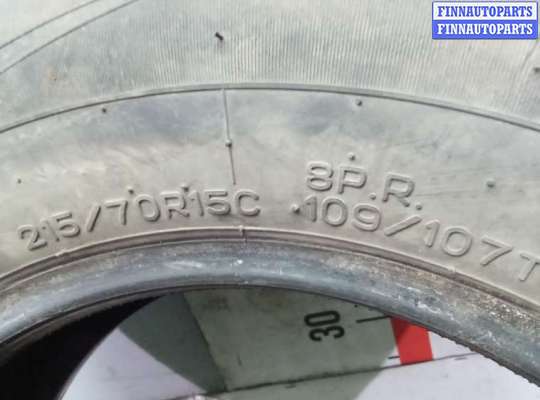 FINNAUTOPARTS
FINNAUTOPARTS
215/70R15C
8P.R.
109/107T
30